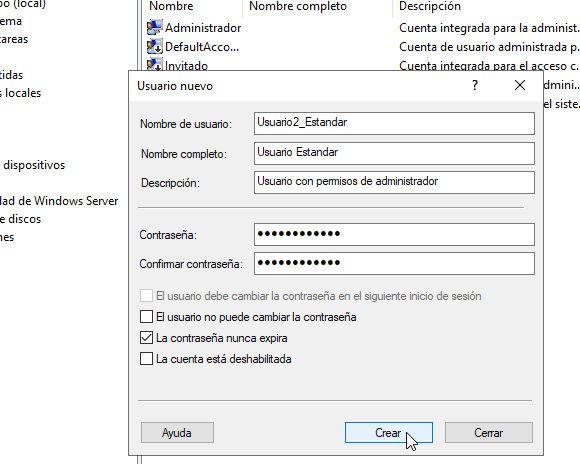 po (local)
ema
tareas
tidas
s locales
dispositivos
dad de Windows Server
e discos
nes
Nombre Nombre completo Descripción
Administrador Cuenta integrada para la administ...
DefaultAcco... Cuenta de usuario administrada p...
Invitado Cuenta integrada para el acceso c...
dmini...
el siste...
Usuario nuevo ? ×
Nombre de usuario: Usuario2_Estandar
Nombre completo: Usuario Estandar
Descripción: Usuario con permisos de administrador
Contraseña: ●●●●●●●●●●●●
Confirmar contraseña: ●●●●●●●●●●●●
El usuario debe cambiar la contraseña en el siguiente inicio de sesión
El usuario no puede cambiar la contraseña
La contraseña nunca expira
La cuenta está deshabilitada
Ayuda Crear Cerrar